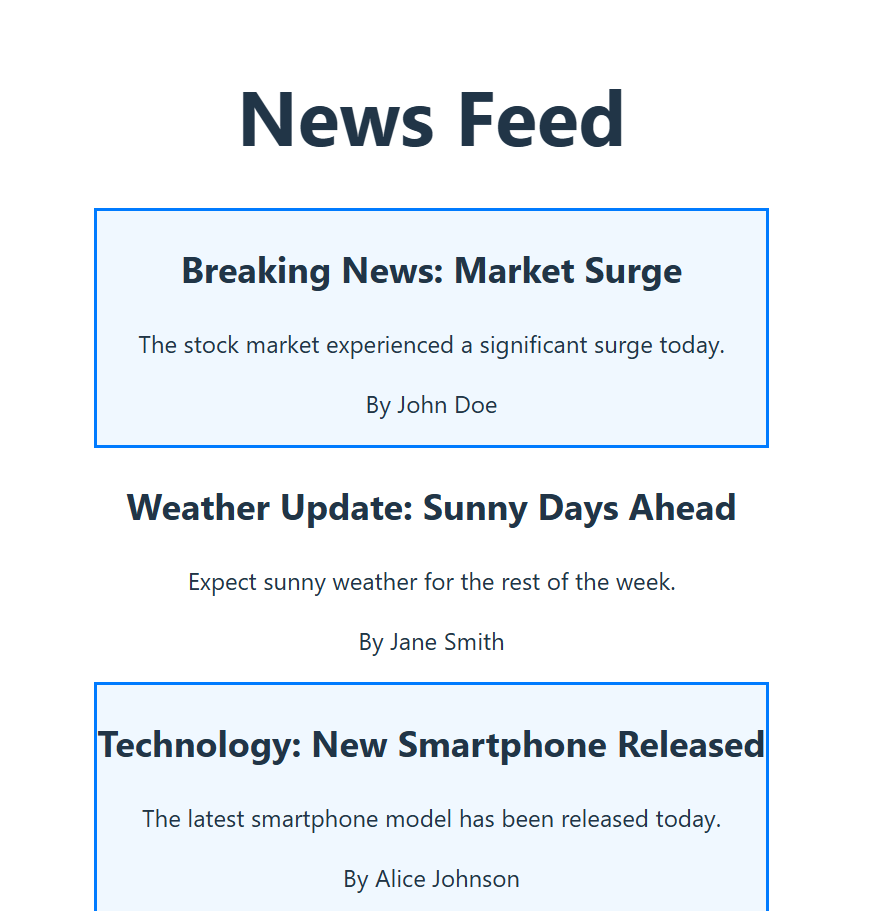 News Feed
Breaking News: Market Surge
The stock market experienced a significant surge today.
By John Doe
Weather Update: Sunny Days Ahead
Expect sunny weather for the rest of the week.
By Jane Smith
Technology: New Smartphone Released
The latest smartphone model has been released today.
By Alice Johnson